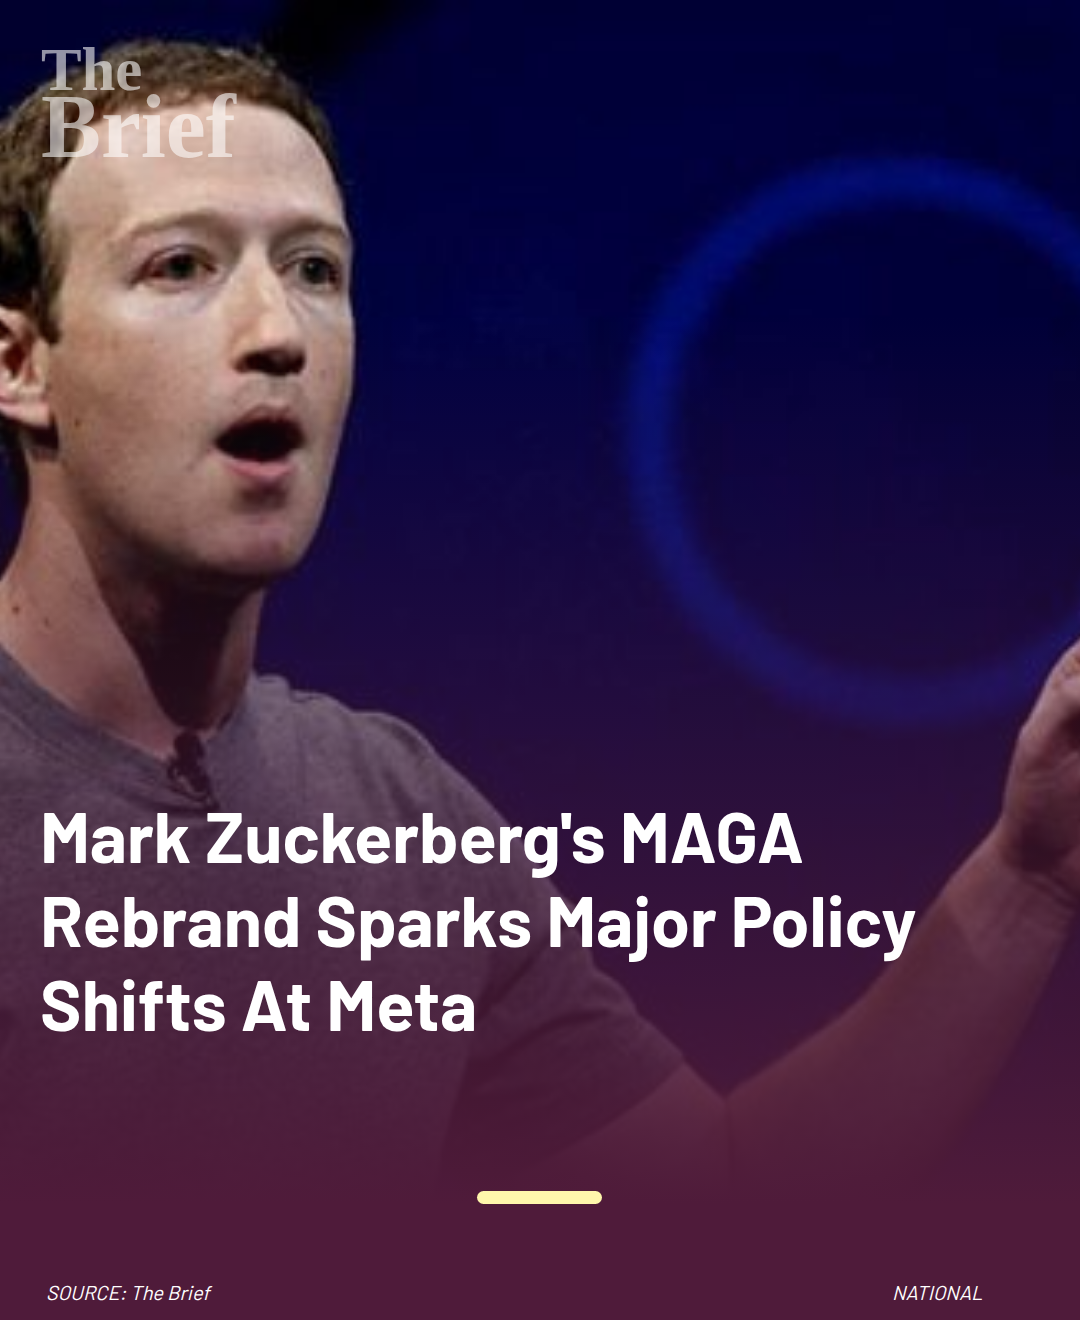 The
Brief
Mark Zuckerberg's MAGA
Rebrand Sparks Major Policy
Shifts At Meta
SOURCE: The Brief
NATIONAL